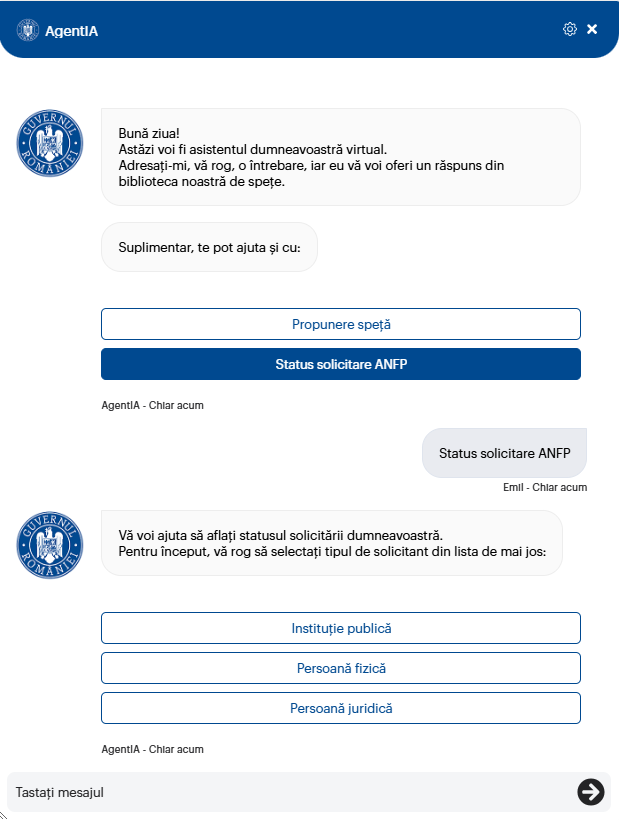 AgentIA
GUVERNUL ROMÂNIEI
Bună ziua!
Astăzi voi fi asistentul dumneavoastră virtual.
Adresați-mi, vă rog, o întrebare, iar eu vă voi oferi un răspuns din
biblioteca noastră de spețe.
Suplimentar, te pot ajuta și cu:
Propunere speță
Status solicitare ANFP
AgentIA - Chiar acum
Status solicitare ANFP
Emil - Chiar acum
GUVERNUL ROMÂNIEI
Vă voi ajuta să aflați statusul solicitării dumneavoastră.
Pentru început, vă rog să selectați tipul de solicitant din lista de mai jos:
Instituție publică
Persoană fizică
Persoană juridică
AgentIA - Chiar acum
Tastați mesajul